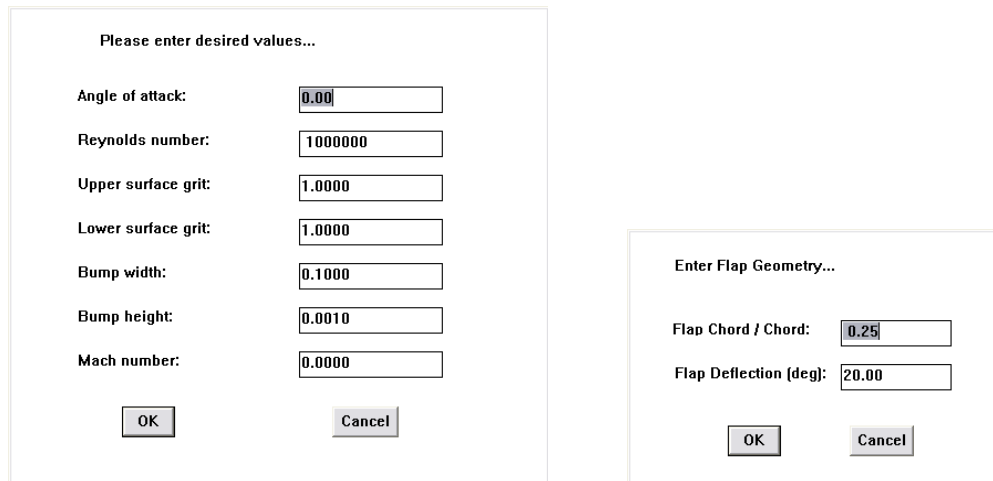 Please enter desired values...
Angle of attack: 0.00
Reynolds number: 1000000
Upper surface grit: 1.0000
Lower surface grit: 1.0000
Bump width: 0.1000
Bump height: 0.0010
Mach number: 0.0000
OK Cancel
Enter Flap Geometry...
Flap Chord / Chord: 0.25
Flap Deflection (deg): 20.00
OK Cancel